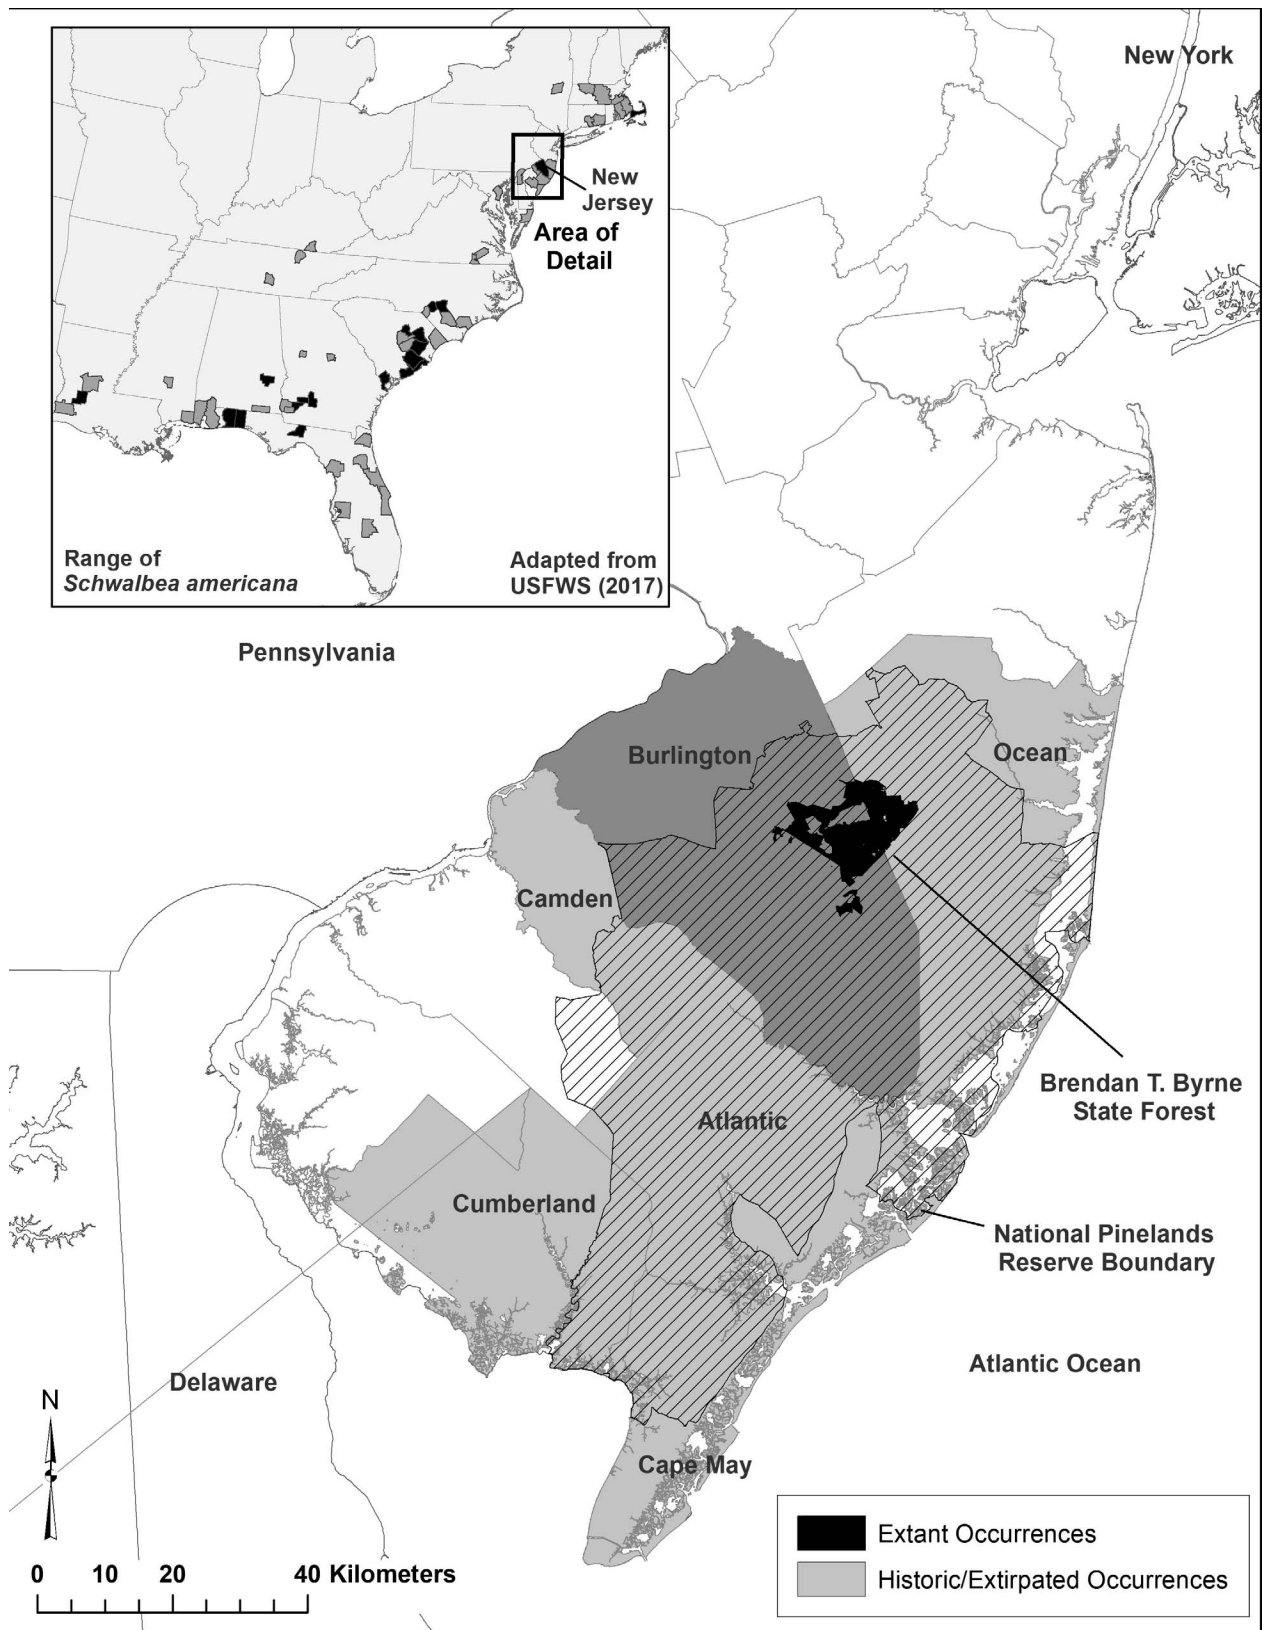 New York
New
Jersey
Area of
Detail
Range of
Schwalbea americana
Adapted from
USFWS (2017)
Pennsylvania
Burlington
Ocean
Camden
Brendan T. Byrne
State Forest
Atlantic
Cumberland
National Pinelands
Reserve Boundary
Atlantic Ocean
Delaware
N
Cape May
Extant Occurrences
0 10 20 40 Kilometers
Historic/Extirpated Occurrences